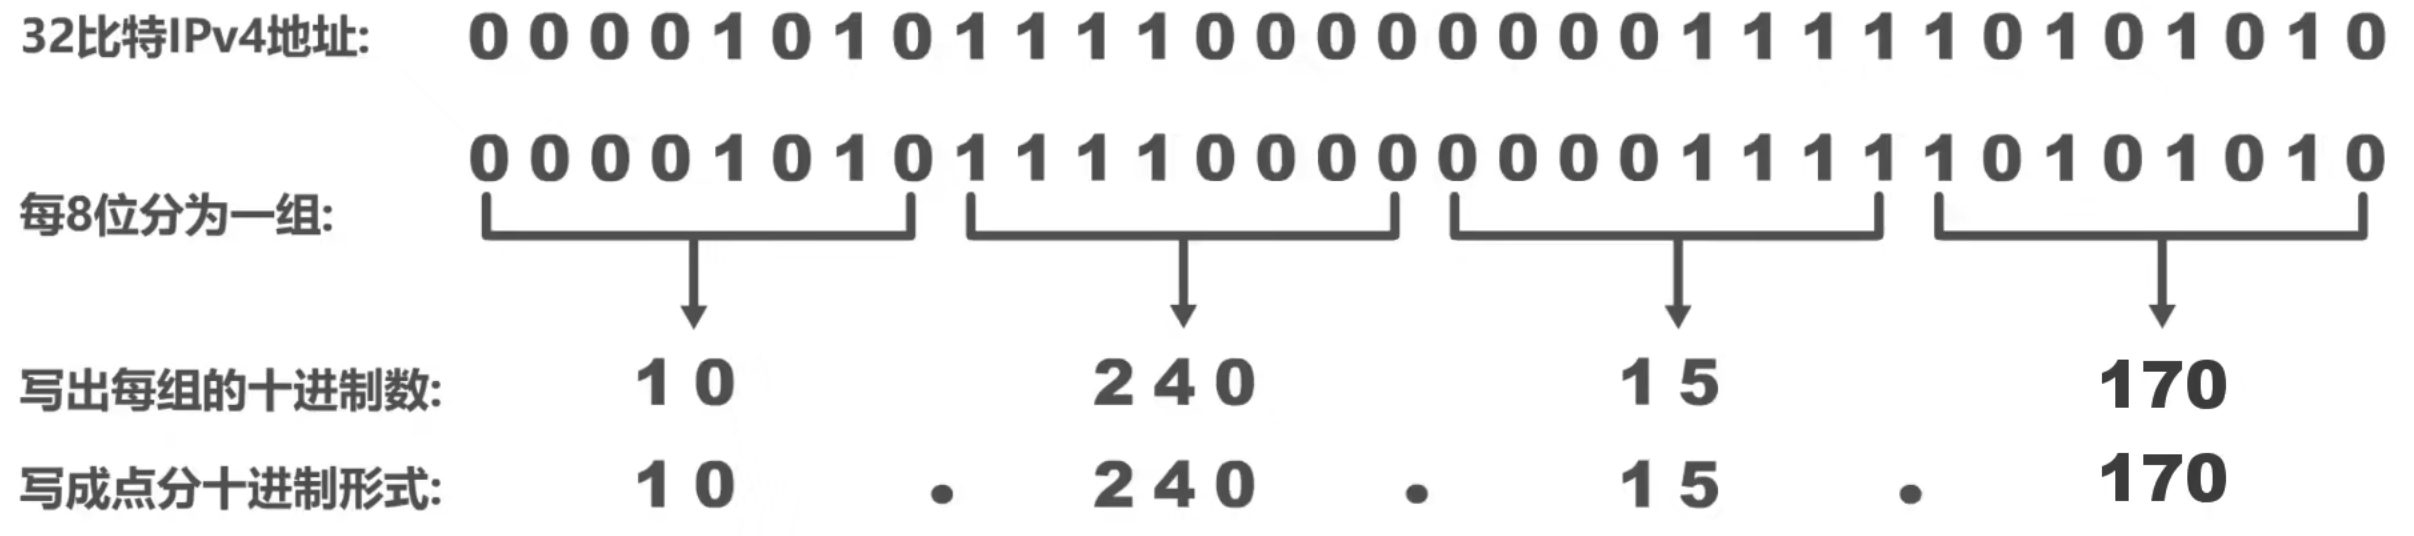 32比特IPv4地址: 0 0 0 0 1 0 1 0 1 1 1 1 0 0 0 0 0 0 0 0 1 1 1 1 1 0 1 0 1 0 1 0
0 0 0 0 1 0 1 0 1 1 1 1 0 0 0 0 0 0 0 0 1 1 1 1 1 0 1 0 1 0 1 0
每8位分为一组:
写出每组的十进制数: 10 240 15 170
写成点分十进制形式: 10 . 240 . 15 . 170